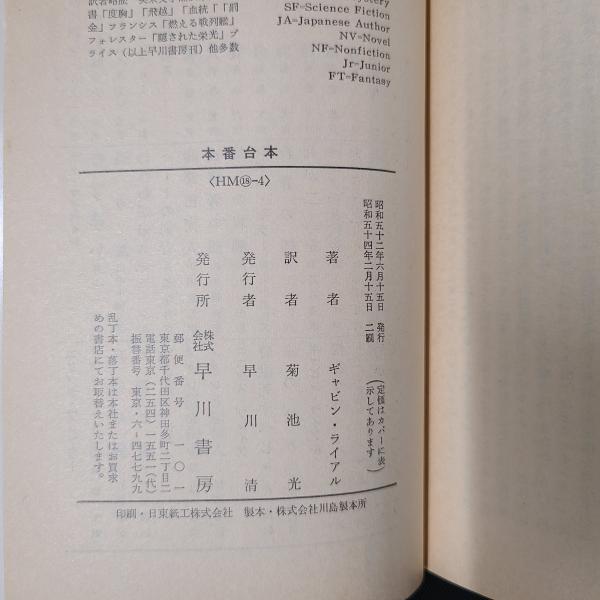 書「度胸」「飛越」「血統」「罰
金」フランシス「燃える戦列艦」
フォレスター「隠された栄光」プ
ライス（以上早川書房刊）他多数
SF=Science Fiction
JA=Japanese Author
NV=Novel
NF=Nonfiction
Jr=Junior
FT=Fantasy
本番台本
〈HM⑱-4〉
昭和五十二年六月十五日 発行
昭和五十四年二月十五日 二刷
（定価はカバーに表
示してあります）
著者 ギャビン・ライアル
訳者 菊池光
発行者 早川清
発行所 株式会社 早川書房
郵便番号 一〇一
東京都千代田区神田多町二丁目二
電話東京（二五四）一五五一（代）
振替番号 東京・六-四七七九九
乱丁本・落丁本は本社またはお買求
めの書店にてお取替えいたします。
印刷・日東紙工株式会社 製本・株式会社川島製本所